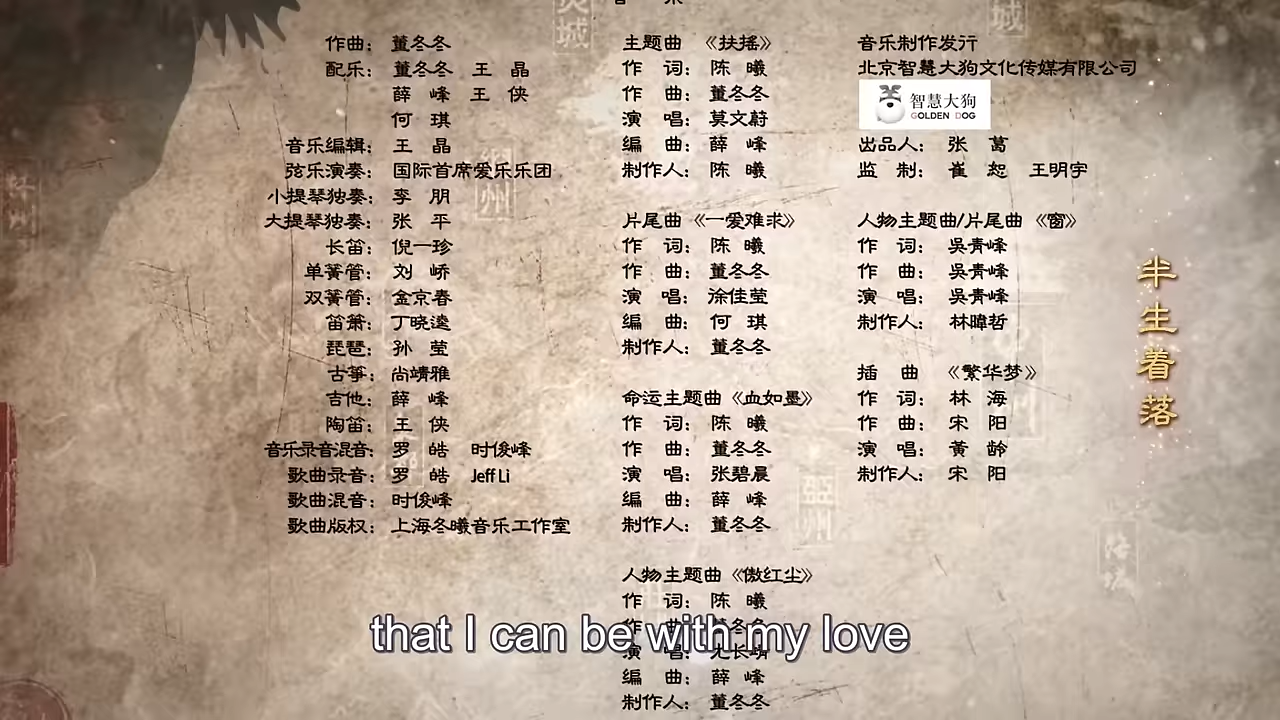 作曲： 董冬冬
配乐： 董冬冬 王 晶
薛 峰 王 侠
何 琪
音乐编辑： 王 晶
弦乐演奏： 国际首席爱乐乐团
小提琴独奏： 李 朋
大提琴独奏： 张 平
长笛： 倪一珍
单簧管： 刘 峤
双簧管： 金京春
笛箫： 丁晓逵
琵琶： 孙 莹
古筝： 尚靖雅
吉他： 薛 峰
陶笛： 王 侠
音乐录音混音： 罗 皓 时俊峰
歌曲录音： 罗 皓 Jeff Li
歌曲混音： 时俊峰
歌曲版权： 上海冬曦音乐工作室
主题曲 《扶摇》
作 词： 陈 曦
作 曲： 董冬冬
演 唱： 莫文蔚
编 曲： 薛 峰
制作人： 陈 曦
片尾曲 《一爱难求》
作 词： 陈 曦
作 曲： 董冬冬
演 唱： 徐佳莹
编 曲： 何 琪
制作人： 董冬冬
命运主题曲《血如墨》
作 词： 陈 曦
作 曲： 董冬冬
演 唱： 张碧晨
编 曲： 薛 峰
制作人： 董冬冬
人物主题曲《傲红尘》
作 词： 陈 曦
作 曲： 董冬冬
演 唱： 尤长靖
编 曲： 薛 峰
制作人： 董冬冬
音乐制作发行
北京智慧大狗文化传媒有限公司
智慧大狗
GOLDEN DOG
出品人： 张 葛
监 制： 崔 恕 王明宇
人物主题曲/片尾曲 《窗》
作 词： 吴青峰
作 曲： 吴青峰
演 唱： 吴青峰
制作人： 林暐哲
插 曲 《繁华梦》
作 词： 林 海
作 曲： 宋 阳
演 唱： 黄 龄
制作人： 宋 阳
半生着落
that I can be with my love